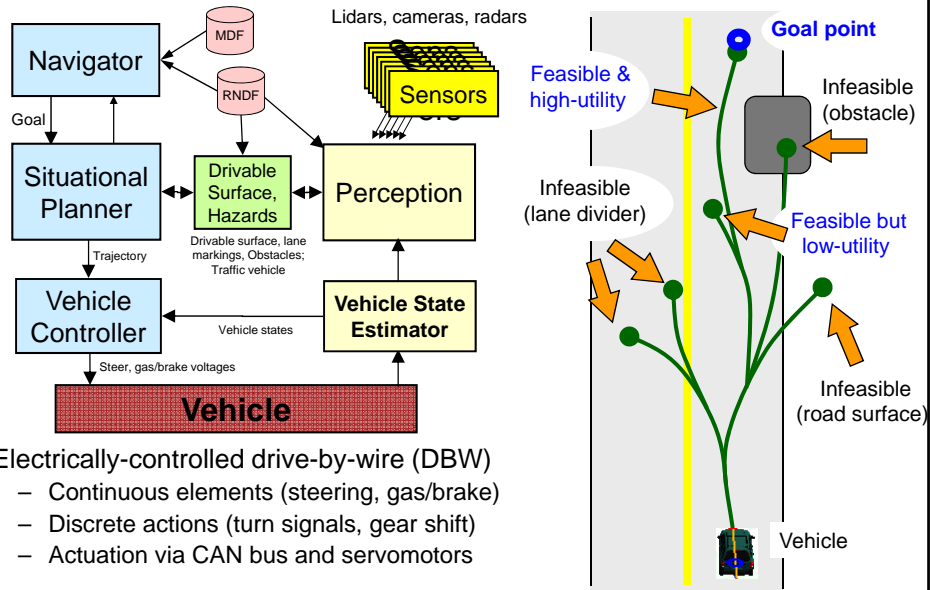 Lidars, cameras, radars
MDF
RNDF
Navigator
Sensors
Goal
Situational
Planner
Drivable
Surface,
Hazards
Perception
Drivable surface, lane
markings, Obstacles;
Traffic vehicle
Trajectory
Vehicle
Controller
Vehicle states
Vehicle State
Estimator
Steer, gas/brake voltages
Vehicle
Electrically-controlled drive-by-wire (DBW)
– Continuous elements (steering, gas/brake)
– Discrete actions (turn signals, gear shift)
– Actuation via CAN bus and servomotors
Goal point
Feasible &
high-utility
Infeasible
(obstacle)
Infeasible
(lane divider)
Feasible but
low-utility
Infeasible
(road surface)
Vehicle